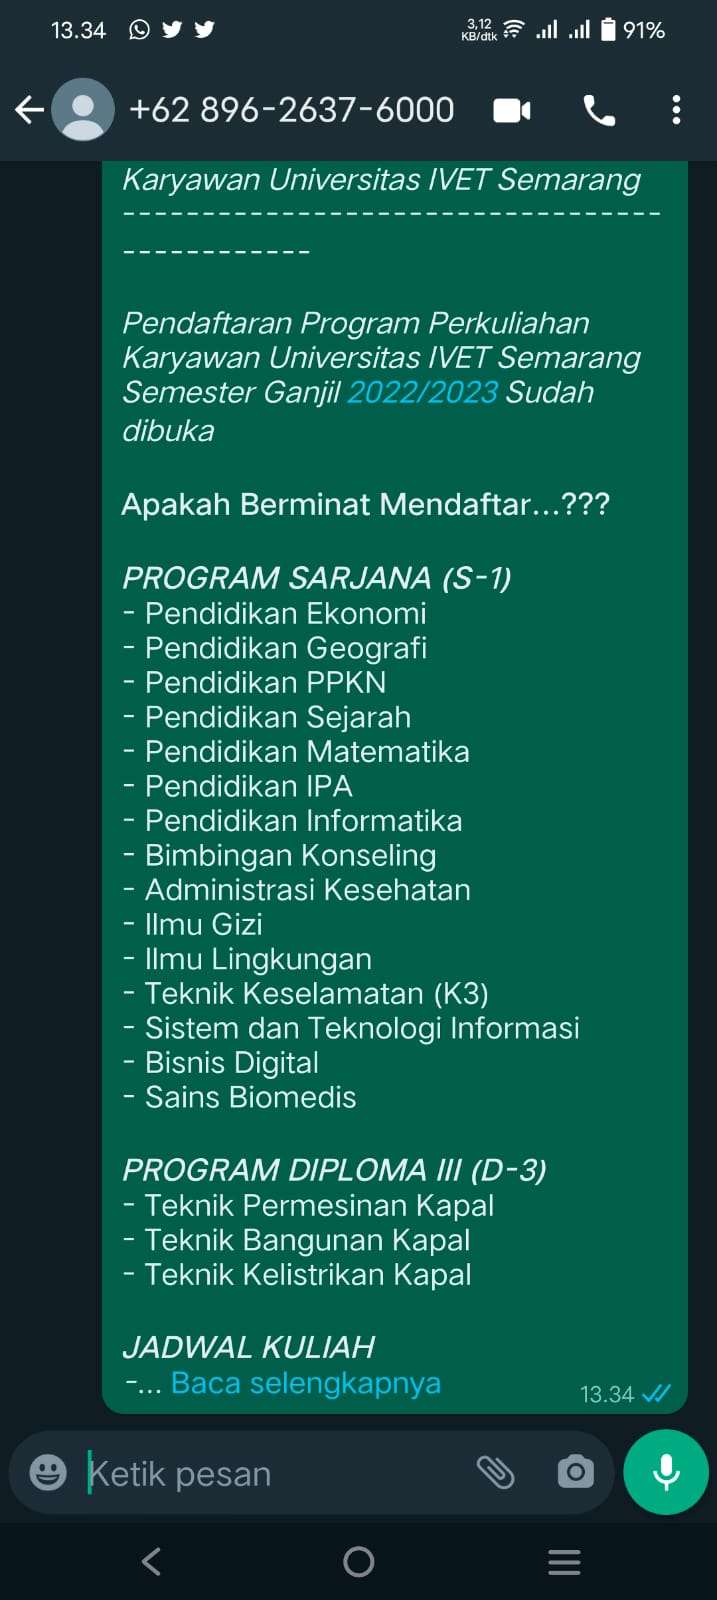 13.34
3,12
KB/dtk
91%
+62 896-2637-6000
Karyawan Universitas IVET Semarang
----------------------------------
------------
Pendaftaran Program Perkuliahan
Karyawan Universitas IVET Semarang
Semester Ganjil 2022/2023 Sudah
dibuka
Apakah Berminat Mendaftar...???
PROGRAM SARJANA (S-1)
- Pendidikan Ekonomi
- Pendidikan Geografi
- Pendidikan PPKN
- Pendidikan Sejarah
- Pendidikan Matematika
- Pendidikan IPA
- Pendidikan Informatika
- Bimbingan Konseling
- Administrasi Kesehatan
- Ilmu Gizi
- Ilmu Lingkungan
- Teknik Keselamatan (K3)
- Sistem dan Teknologi Informasi
- Bisnis Digital
- Sains Biomedis
PROGRAM DIPLOMA III (D-3)
- Teknik Permesinan Kapal
- Teknik Bangunan Kapal
- Teknik Kelistrikan Kapal
JADWAL KULIAH
-... Baca selengkapnya
13.34
Ketik pesan